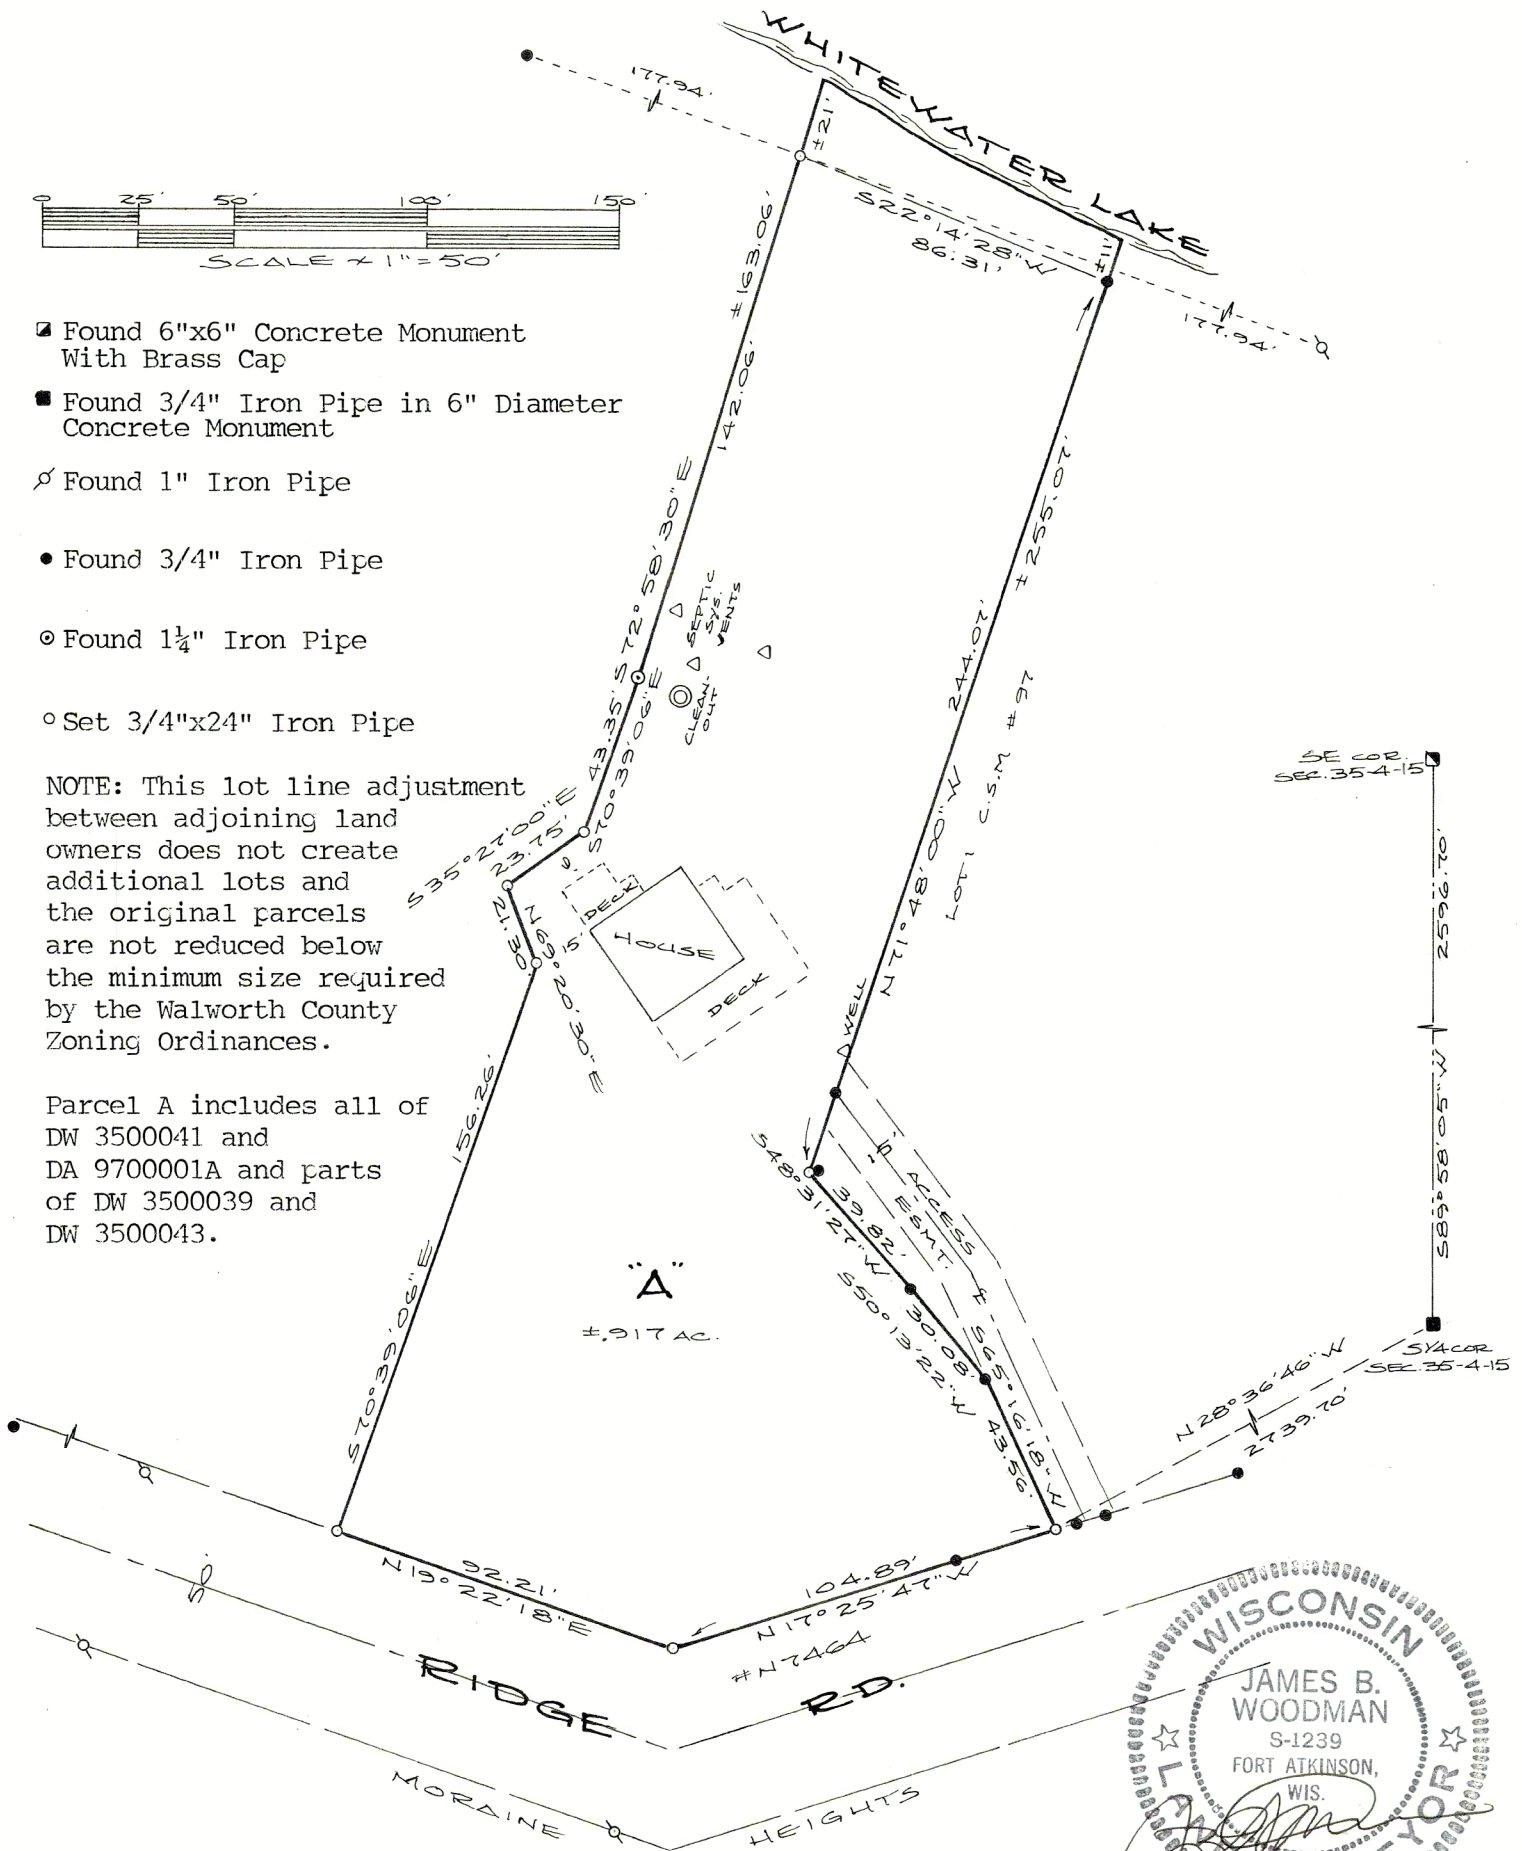 WHITEWATER LAKE
177.94'
±21'
0 25' 50' 100' 150'
SCALE ~ 1"=50'
S22°14'28"W
86.31'
±11'
177.94'
±163.06'
142.06'
S72°58'30"E
Found 6"x6" Concrete Monument
With Brass Cap
Found 3/4" Iron Pipe in 6" Diameter
Concrete Monument
Found 1" Iron Pipe
Found 3/4" Iron Pipe
Found 1¼" Iron Pipe
Set 3/4"x24" Iron Pipe
NOTE: This lot line adjustment
between adjoining land
owners does not create
additional lots and
the original parcels
are not reduced below
the minimum size required
by the Walworth County
Zoning Ordinances.
Parcel A includes all of
DW 3500041 and
DA 9700001A and parts
of DW 3500039 and
DW 3500043.
±255.07'
244.07'
N71°48'00"W
LOT 1 C.S.M #97
SEPTIC
SYS.
VENTS
CLEAN-
OUT
43.35'
S70°39'06"E
S35°27'00"E
23.75'
21.30'
N69°20'30"E
9'
15'
DECK
HOUSE
DECK
WELL
SE COR.
SEC. 35-4-15
2596.70'
S89°58'05"W
S1/4 COR
SEC. 35-4-15
N28°36'46"W
2739.70'
156.26'
S70°39'06"E
"A"
±.917 AC.
S48°31'27"W
39.82'
15'
ACCESS
ESMT.
S50°13'22"W
30.08'
S65°16'18"W
43.56'
92.21'
N19°22'18"E
104.89'
N17°25'47"W
#N7464
50'
RIDGE RD.
MORAINE HEIGHTS
WISCONSIN
JAMES B.
WOODMAN
S-1239
FORT ATKINSON,
WIS.